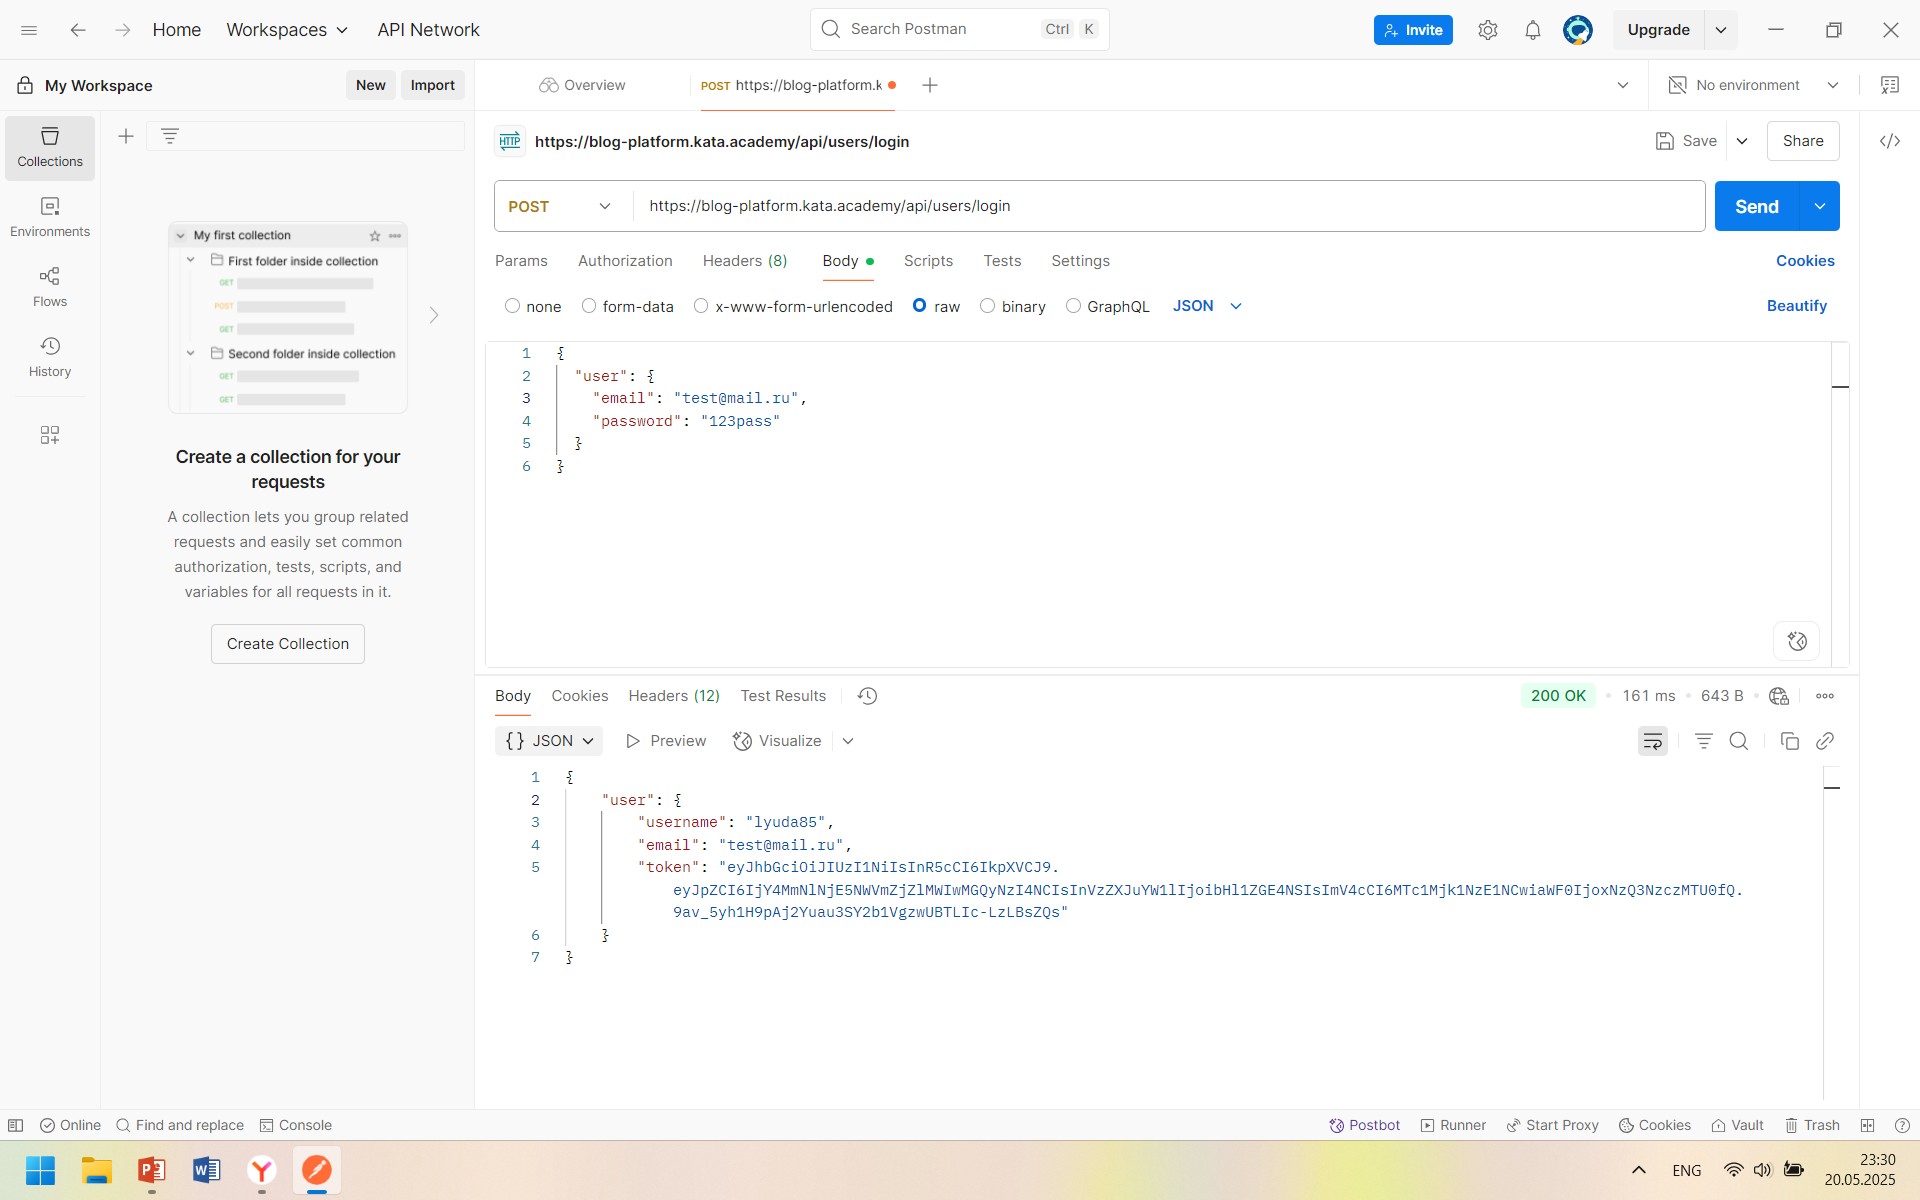 Home
Workspaces
API Network
Search Postman
Ctrl
K
Invite
Upgrade
My Workspace
New
Import
Overview
POST https://blog-platform.k
No environment
Collections
Environments
Flows
History
My first collection
First folder inside collection
GET
POST
GET
Second folder inside collection
GET
GET
Create a collection for your
requests
A collection lets you group related
requests and easily set common
authorization, tests, scripts, and
variables for all requests in it.
Create Collection
HTTP
https://blog-platform.kata.academy/api/users/login
Save
Share
POST
https://blog-platform.kata.academy/api/users/login
Send
Params
Authorization
Headers (8)
Body
Scripts
Tests
Settings
Cookies
none
form-data
x-www-form-urlencoded
raw
binary
GraphQL
JSON
Beautify
1 {
2 "user": {
3 "email": "test@mail.ru",
4 "password": "123pass"
5 }
6 }
Body
Cookies
Headers (12)
Test Results
200 OK
161 ms
643 B
{} JSON
Preview
Visualize
1 {
2 "user": {
3 "username": "lyuda85",
4 "email": "test@mail.ru",
5 "token": "eyJhbGciOiJIUzI1NiIsInR5cCI6IkpXVCJ9.
eyJpZCI6IjY4MmNlNjE5NWVmZjZlMWIwMGQyNzI4NCIsInVzZXJuYW1lIjoibHl1ZGE4NSIsImV4cCI6MTc1Mjk1NzE1NCwiaWF0IjoxNzQ3NzczMTU0fQ.
9av_5yh1H9pAj2Yuau3SY2b1VgzwUBTLIc-LzLBsZQs"
6 }
7 }
Online
Find and replace
Console
Postbot
Runner
Start Proxy
Cookies
Vault
Trash
ENG
23:30
20.05.2025